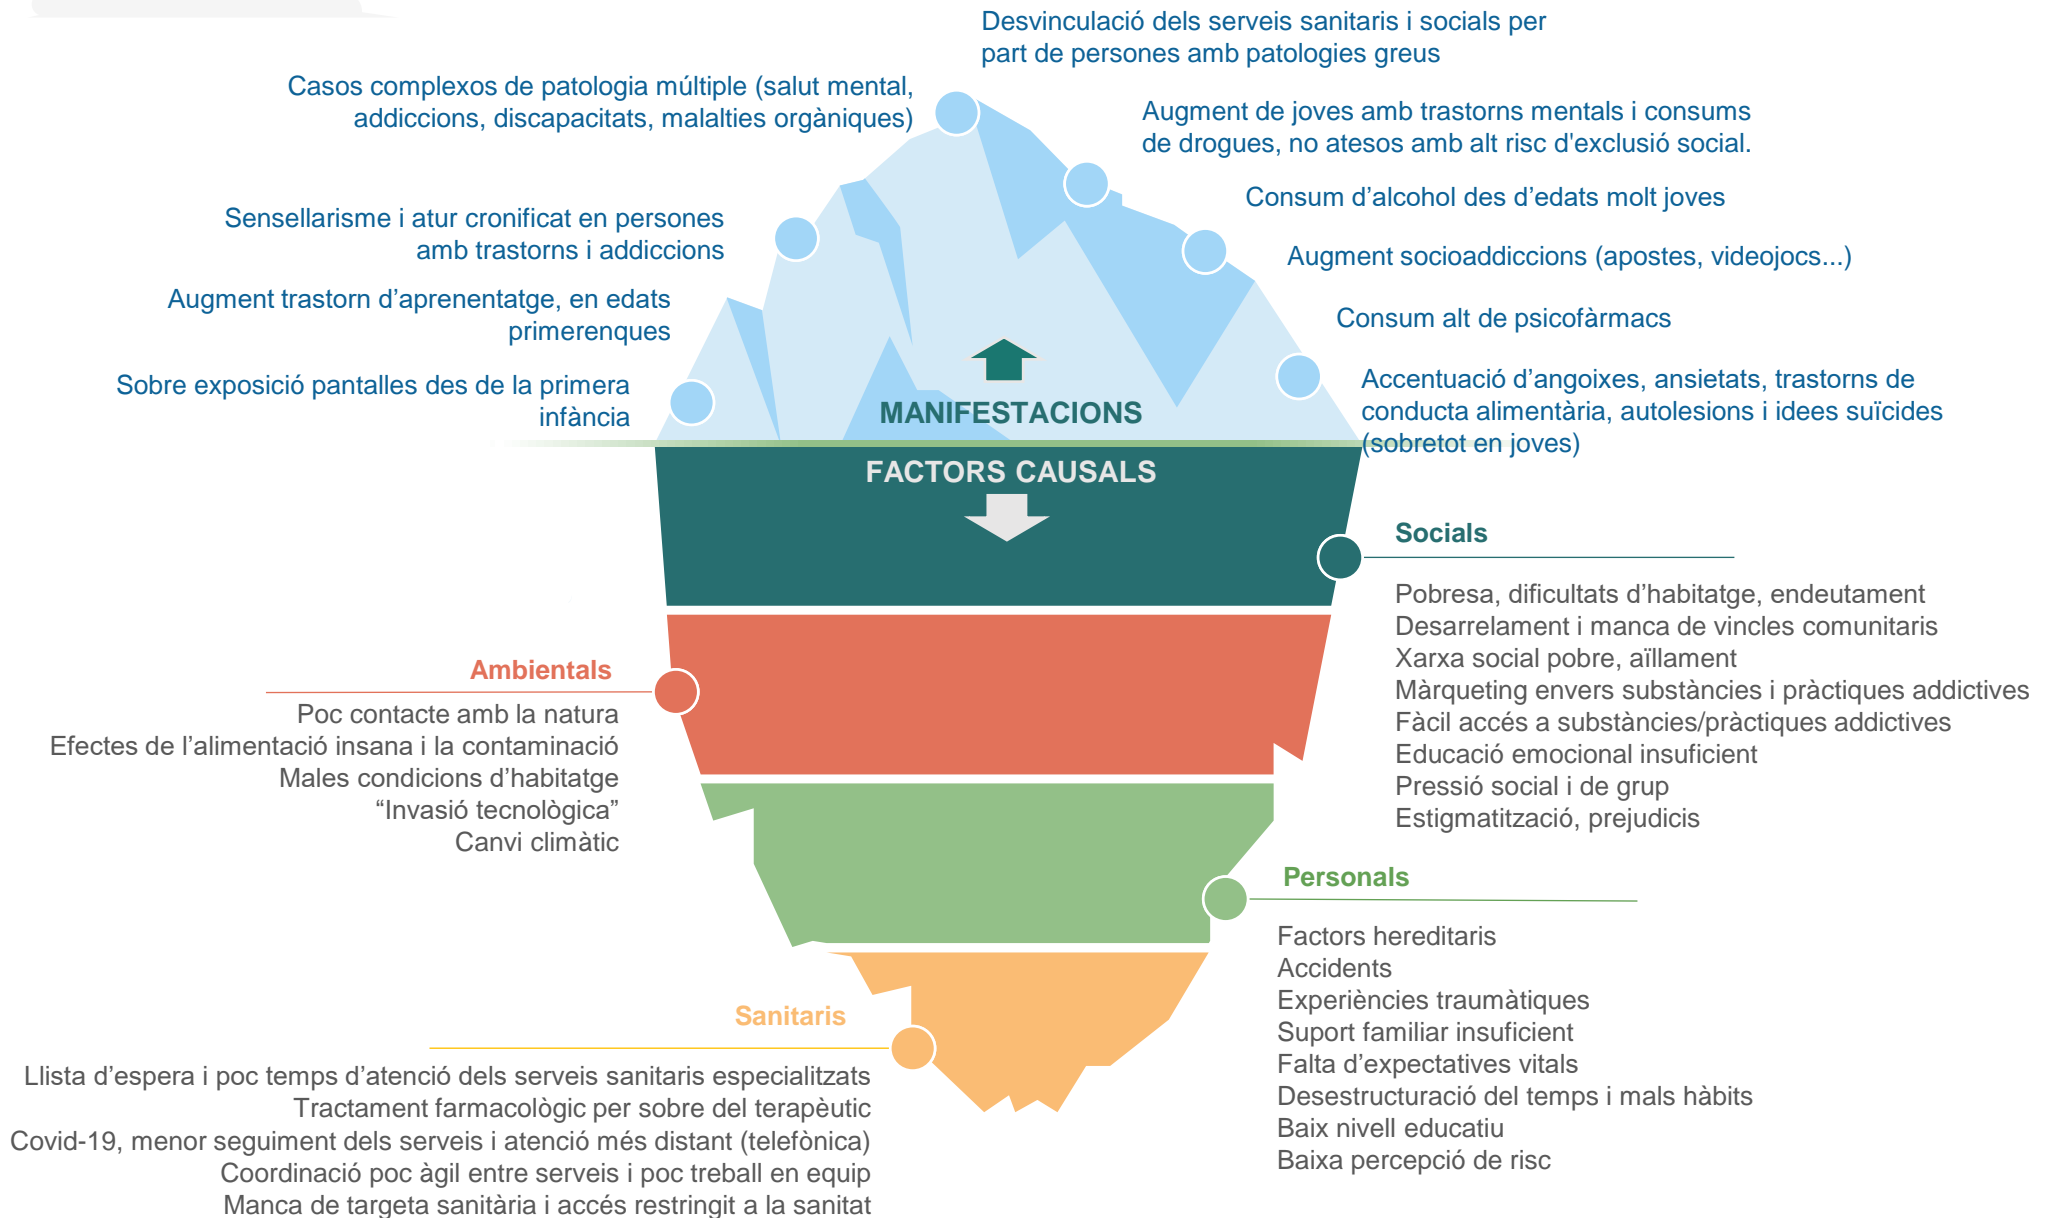 Desvinculació dels serveis sanitaris i socials per
part de persones amb patologies greus
Casos complexos de patologia múltiple (salut mental,
addiccions, discapacitats, malalties orgàniques)
Augment de joves amb trastorns mentals i consums
de drogues, no atesos amb alt risc d'exclusió social.
Consum d’alcohol des d’edats molt joves
Sensellarisme i atur cronificat en persones
amb trastorns i addiccions
Augment socioaddiccions (apostes, videojocs...)
Augment trastorn d’aprenentatge, en edats
primerenques
Consum alt de psicofàrmacs
Sobre exposició pantalles des de la primera
infància
Accentuació d’angoixes, ansietats, trastorns de
conducta alimentària, autolesions i idees suïcides
(sobretot en joves)
MANIFESTACIONS
FACTORS CAUSALS
Socials
Pobresa, dificultats d’habitatge, endeutament
Desarrelament i manca de vincles comunitaris
Xarxa social pobre, aïllament
Màrqueting envers substàncies i pràctiques addictives
Fàcil accés a substàncies/pràctiques addictives
Educació emocional insuficient
Pressió social i de grup
Estigmatització, prejudicis
Ambientals
Poc contacte amb la natura
Efectes de l’alimentació insana i la contaminació
Males condicions d’habitatge
“Invasió tecnològica”
Canvi climàtic
Personals
Factors hereditaris
Accidents
Experiències traumàtiques
Suport familiar insuficient
Falta d’expectatives vitals
Desestructuració del temps i mals hàbits
Baix nivell educatiu
Baixa percepció de risc
Sanitaris
Llista d’espera i poc temps d’atenció dels serveis sanitaris especialitzats
Tractament farmacològic per sobre del terapèutic
Covid-19, menor seguiment dels serveis i atenció més distant (telefònica)
Coordinació poc àgil entre serveis i poc treball en equip
Manca de targeta sanitària i accés restringit a la sanitat